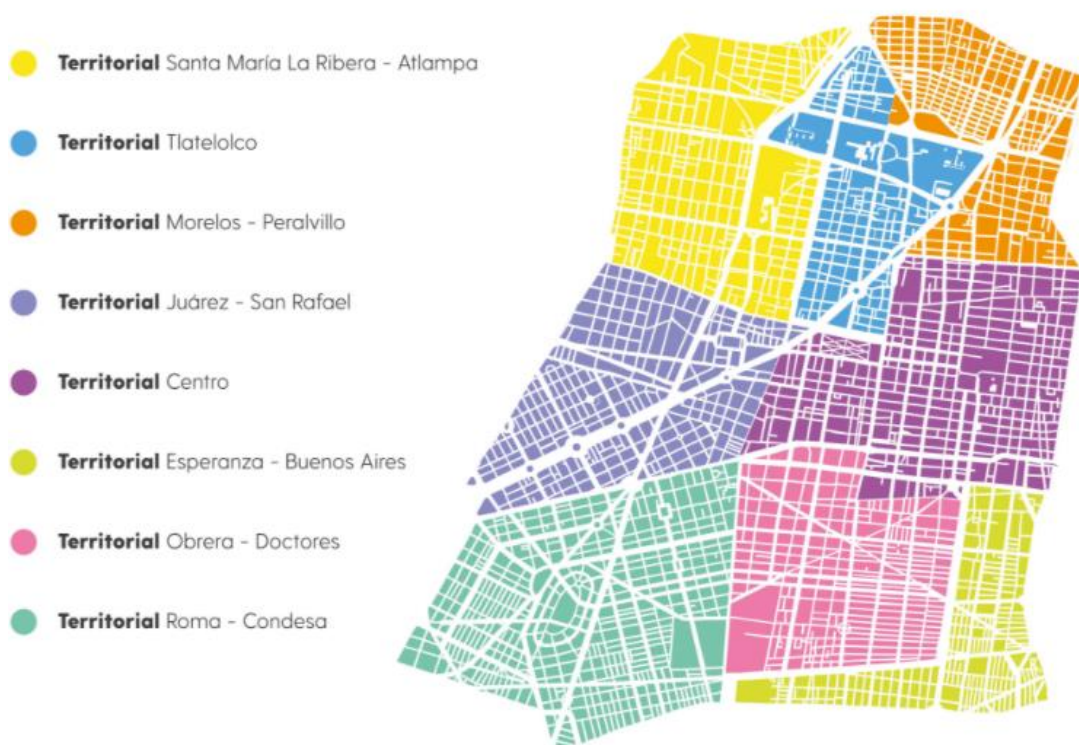 Territorial Santa María La Ribera - Atlampa
Territorial Tlatelolco
Territorial Morelos - Peralvillo
Territorial Juárez - San Rafael
Territorial Centro
Territorial Esperanza - Buenos Aires
Territorial Obrera - Doctores
Territorial Roma - Condesa